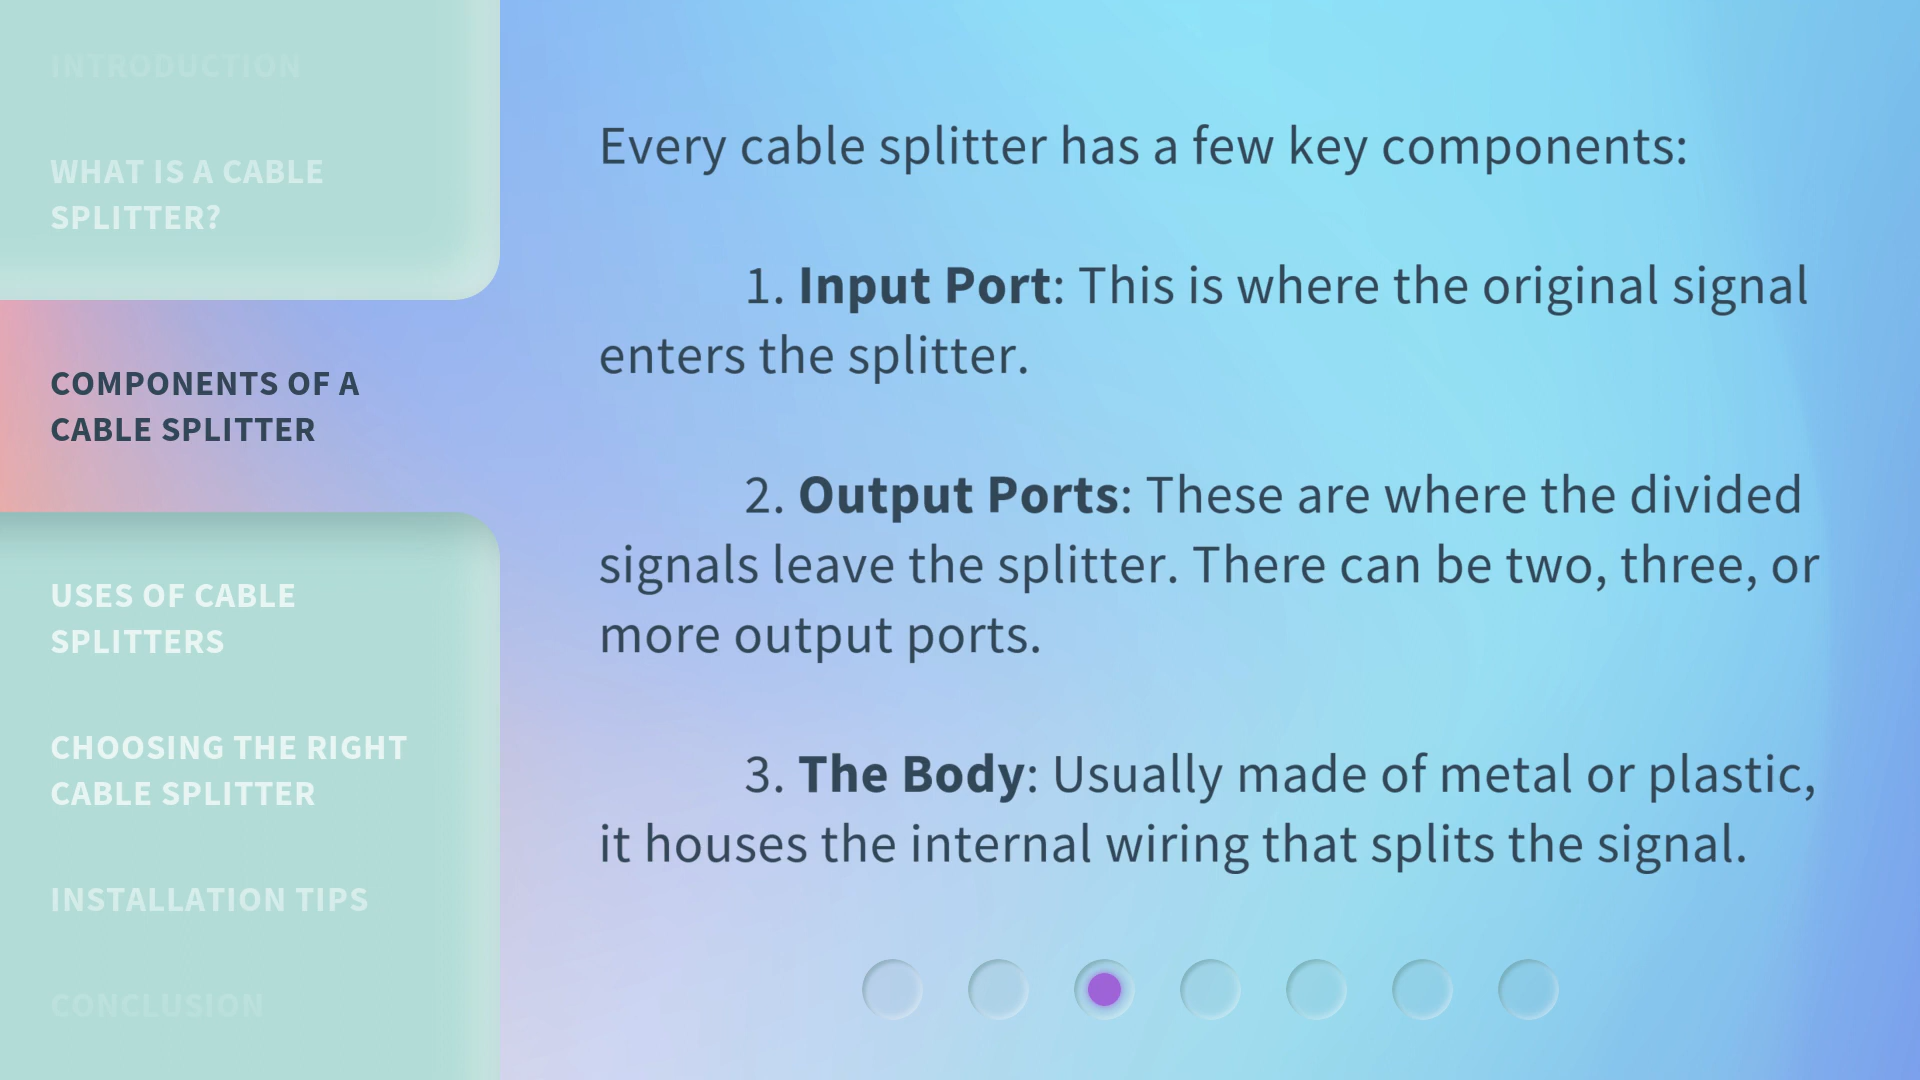 INTRODUCTION
WHAT IS A CABLE
SPLITTER?
COMPONENTS OF A
CABLE SPLITTER
USES OF CABLE
SPLITTERS
CHOOSING THE RIGHT
CABLE SPLITTER
INSTALLATION TIPS
CONCLUSION
Every cable splitter has a few key components:
1. Input Port: This is where the original signal
enters the splitter.
2. Output Ports: These are where the divided
signals leave the splitter. There can be two, three, or
more output ports.
3. The Body: Usually made of metal or plastic,
it houses the internal wiring that splits the signal.